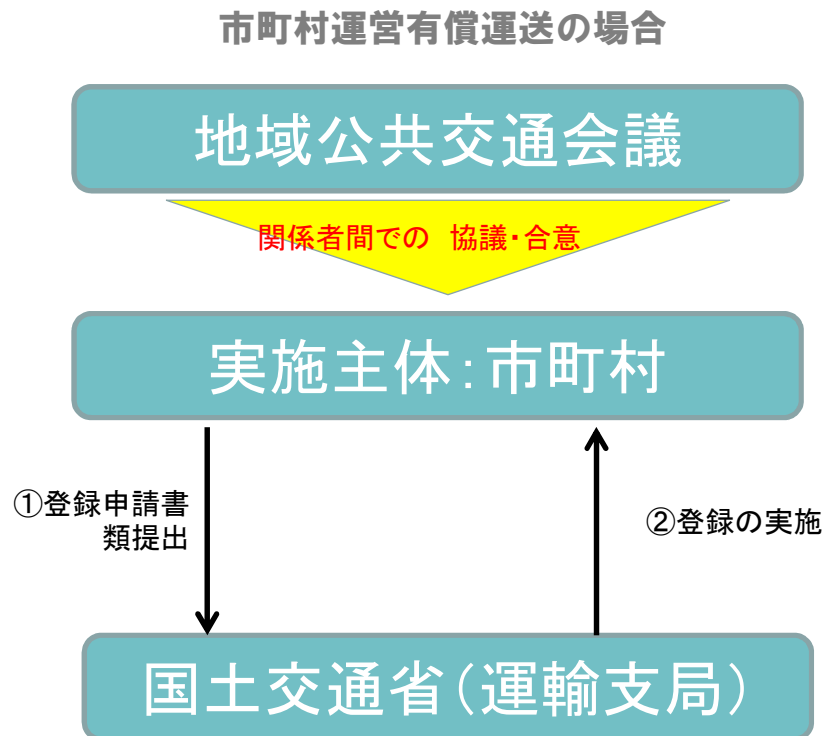 市町村運営有償運送の場合
地域公共交通会議
関係者間での　協議・合意
実施主体：市町村
①登録申請書
類提出
②登録の実施
国土交通省（運輸支局）